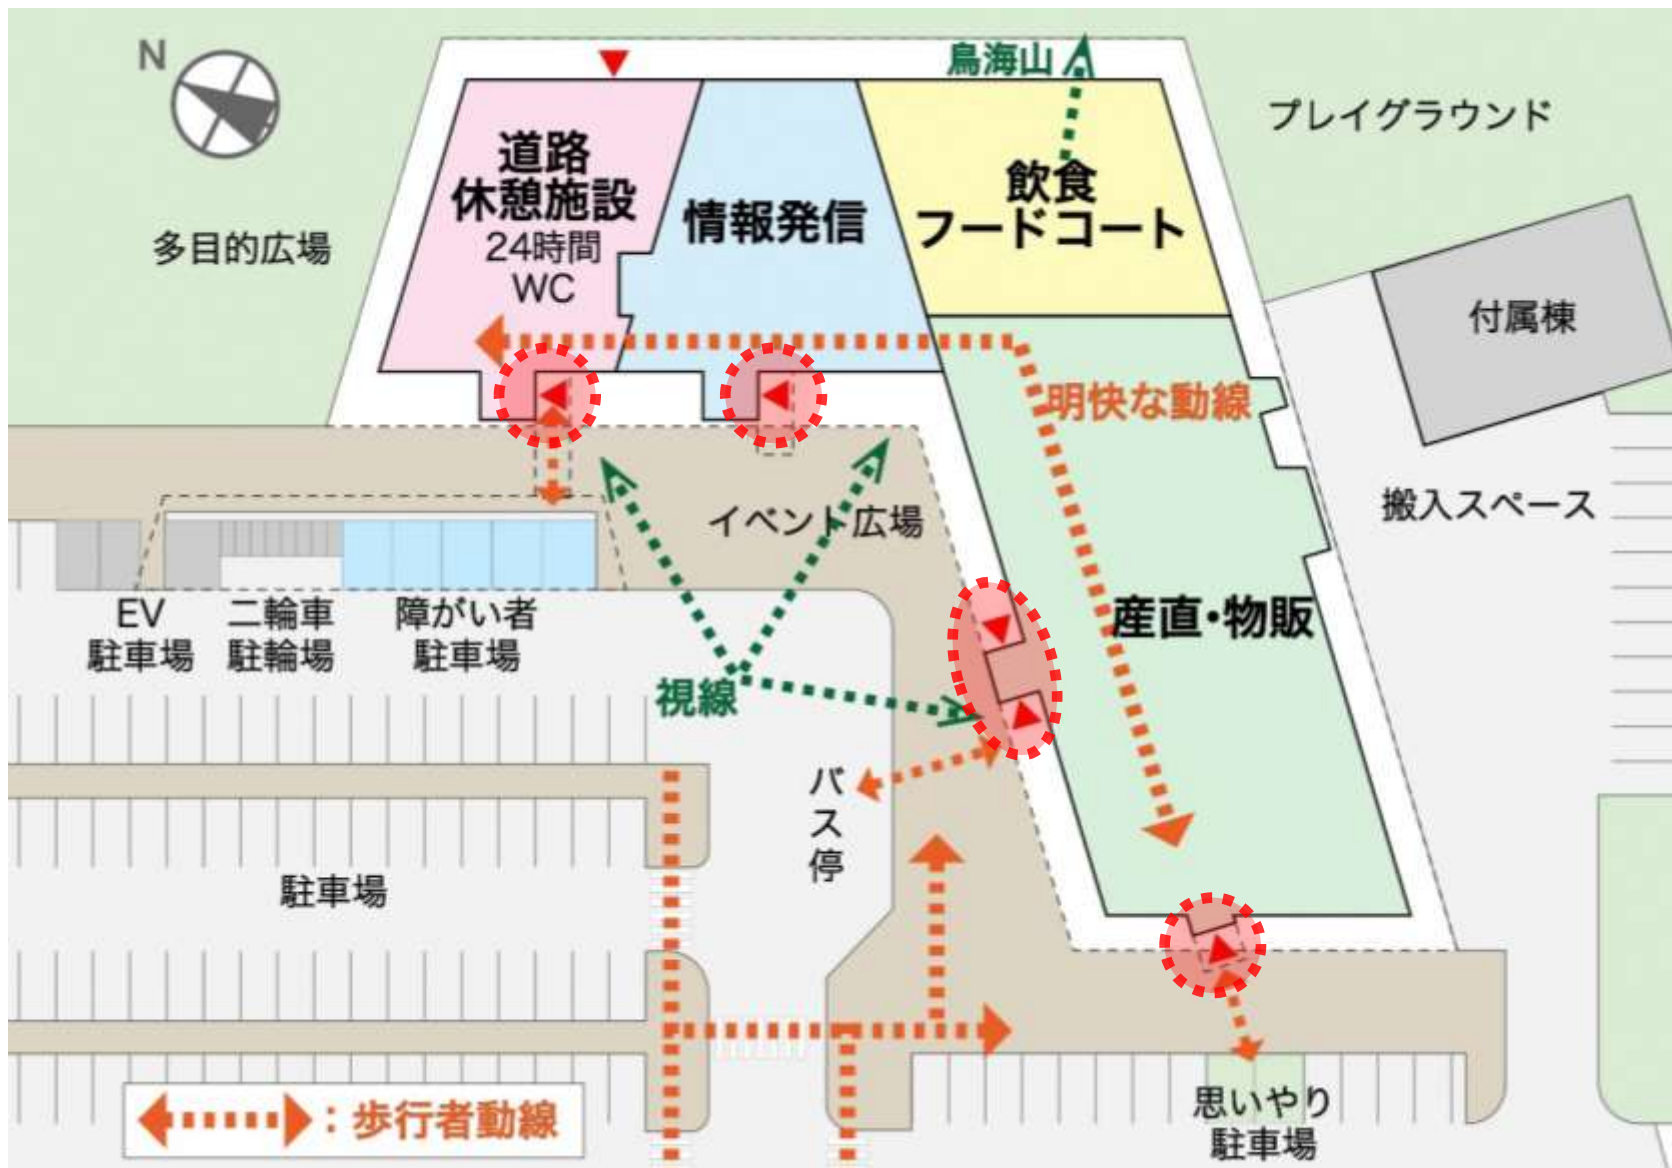 N
鳥海山
プレイグラウンド
道路
休憩施設
24時間
WC
情報発信
飲食
フードコート
多目的広場
付属棟
明快な動線
搬入スペース
イベント広場
EV
駐車場
二輪車
駐輪場
障がい者
駐車場
産直・物販
視線
バス停
駐車場
思いやり
駐車場
：歩行者動線